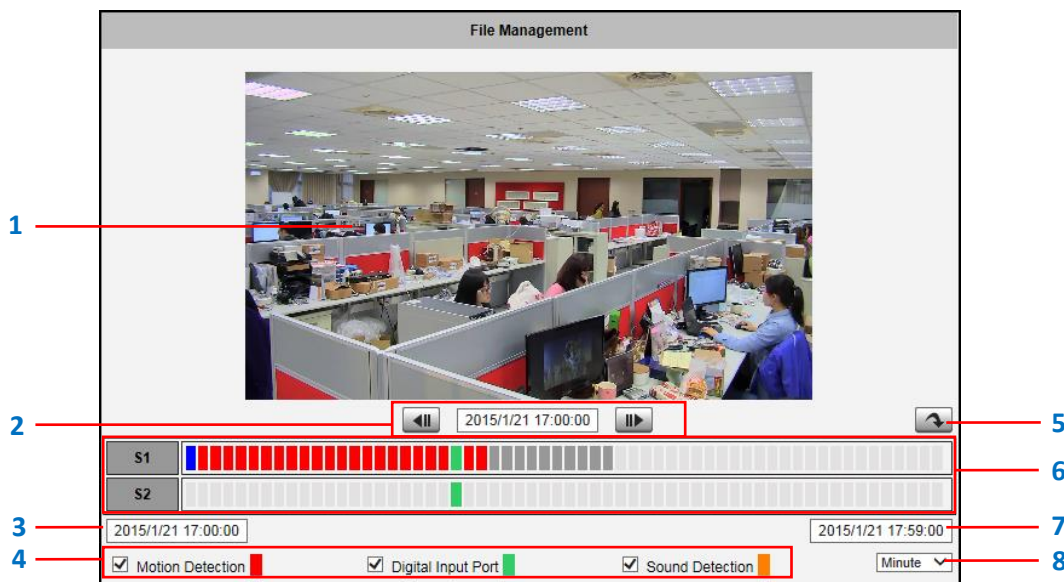 File Management
1
2
2015/1/21 17:00:00
5
S1
6
S2
3
2015/1/21 17:00:00
2015/1/21 17:59:00
7
4
Motion Detection
Digital Input Port
Sound Detection
Minute
8